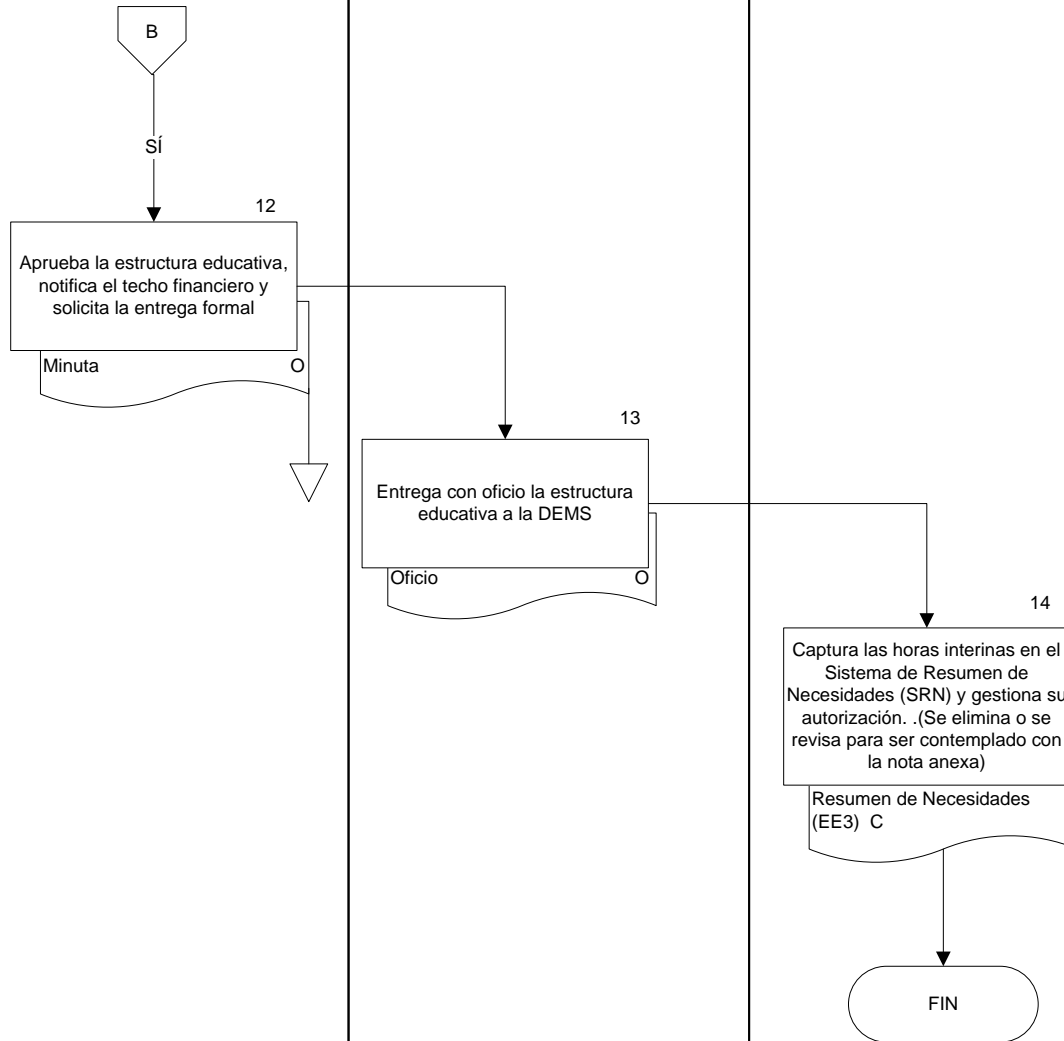 B
SÍ
12
Aprueba la estructura educativa,
notifica el techo financiero y
solicita la entrega formal
Minuta O
13
Entrega con oficio la estructura
educativa a la DEMS
Oficio O
14
Captura las horas interinas en el
Sistema de Resumen de
Necesidades (SRN) y gestiona su
autorización. .(Se elimina o se
revisa para ser contemplado con
la nota anexa)
Resumen de Necesidades
(EE3) C
FIN